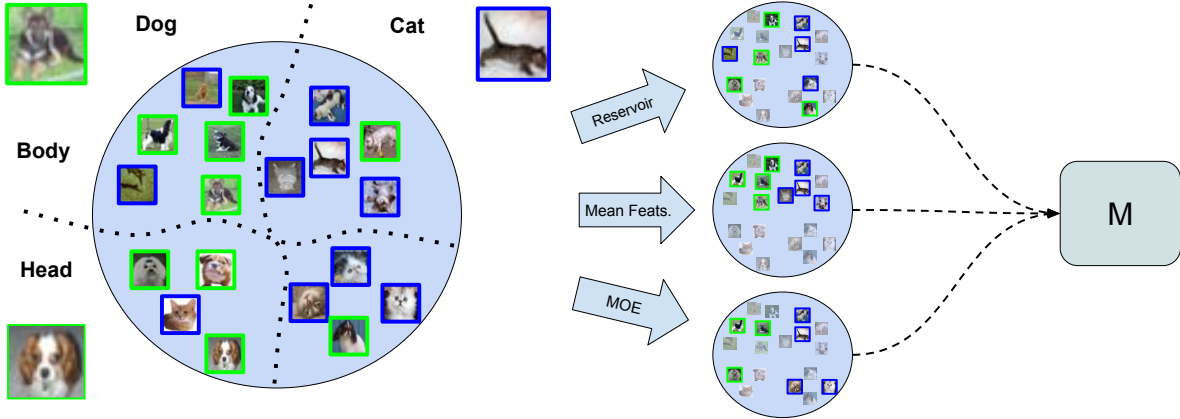 Dog
Cat
Body
Head
Reservoir
Mean Feats.
MOE
M